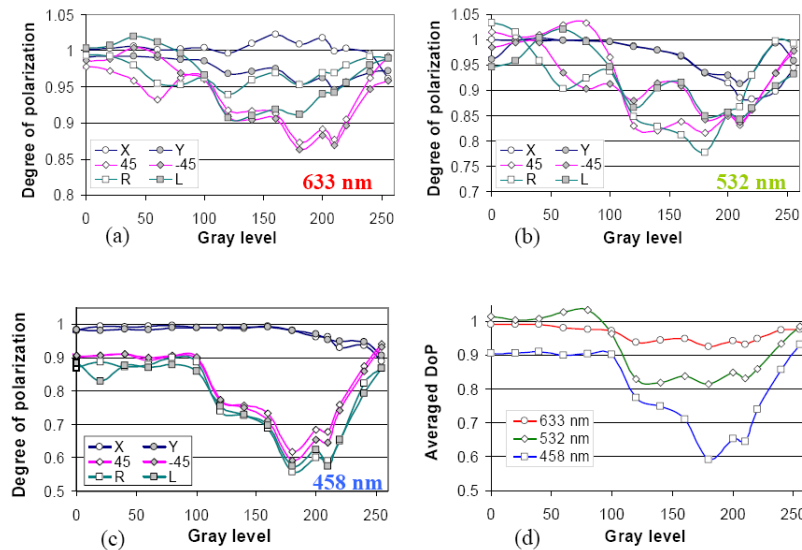 Degree of polarization
1.05
1
0.95
0.9
0.85
0.8
X
Y
45
-45
R
L
633 nm
0 50 100 150 200 250
(a)
Gray level
Degree of polarization
1.05
1
0.95
0.9
0.85
0.8
0.75
0.7
X
Y
45
-45
R
L
532 nm
0 50 100 150 200 250
(b)
Gray level
Degree of polarization
1.1
1
0.9
0.8
0.7
0.6
0.5
X
Y
45
-45
R
L
458 nm
0 50 100 150 200 250
(c)
Gray level
Averaged DoP
1.1
1
0.9
0.8
0.7
0.6
0.5
633 nm
532 nm
458 nm
0 50 100 150 200 250
(d)
Gray level